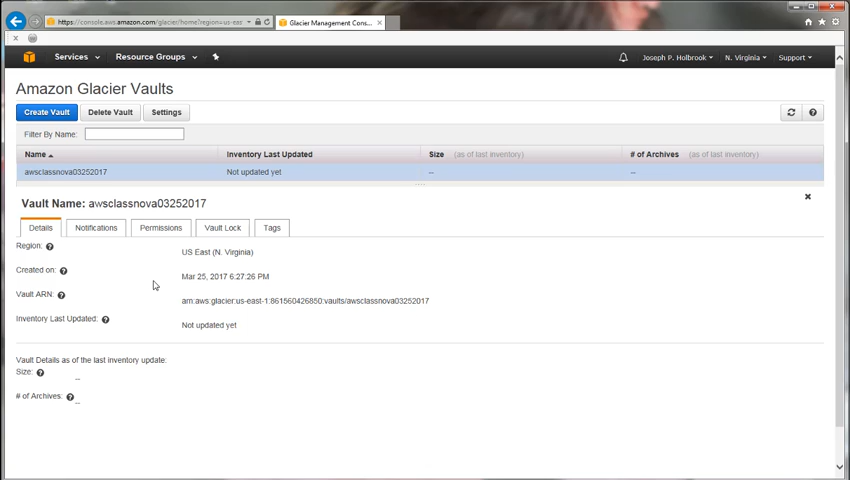 https://console.aws.amazon.com/glacier/home?region=us-eas
Glacier Management Conc...
Services
Resource Groups
Joseph P. Holbrook
N. Virginia
Support
Amazon Glacier Vaults
Create Vault
Delete Vault
Settings
Filter By Name:
Name
Inventory Last Updated
Size (as of last inventory)
# of Archives (as of last inventory)
awsclassnova03252017
Not updated yet
--
--
Vault Name: awsclassnova03252017
Details
Notifications
Permissions
Vault Lock
Tags
Region:
US East (N. Virginia)
Created on:
Mar 25, 2017 6:27:26 PM
Vault ARN:
arn:aws:glacier:us-east-1:861560426850:vaults/awsclassnova03252017
Inventory Last Updated:
Not updated yet
Vault Details as of the last inventory update:
Size:
--
# of Archives:
--